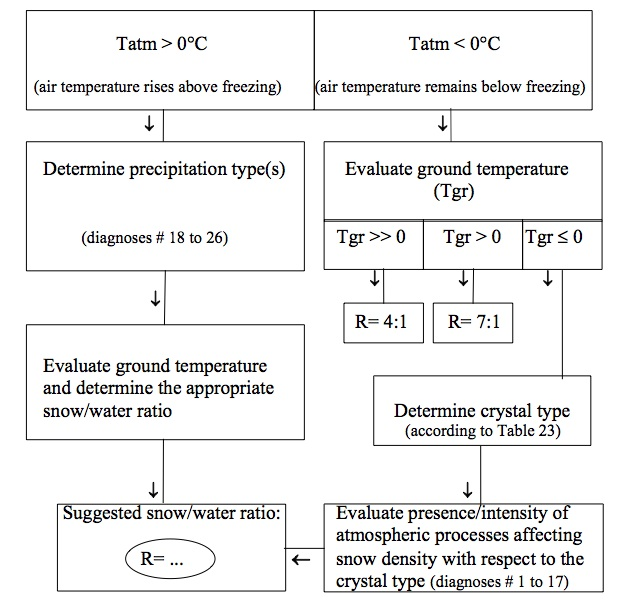 Tatm > 0°C
(air temperature rises above freezing)
Tatm < 0°C
(air temperature remains below freezing)
Determine precipitation type(s)
(diagnoses # 18 to 26)
Evaluate ground temperature
(Tgr)
Tgr >> 0
Tgr > 0
Tgr ≤ 0
R= 4:1
R= 7:1
Evaluate ground temperature
and determine the appropriate
snow/water ratio
Determine crystal type
(according to Table 23)
Suggested snow/water ratio:
R= ...
Evaluate presence/intensity of
atmospheric processes affecting
snow density with respect to the
crystal type (diagnoses # 1 to 17)